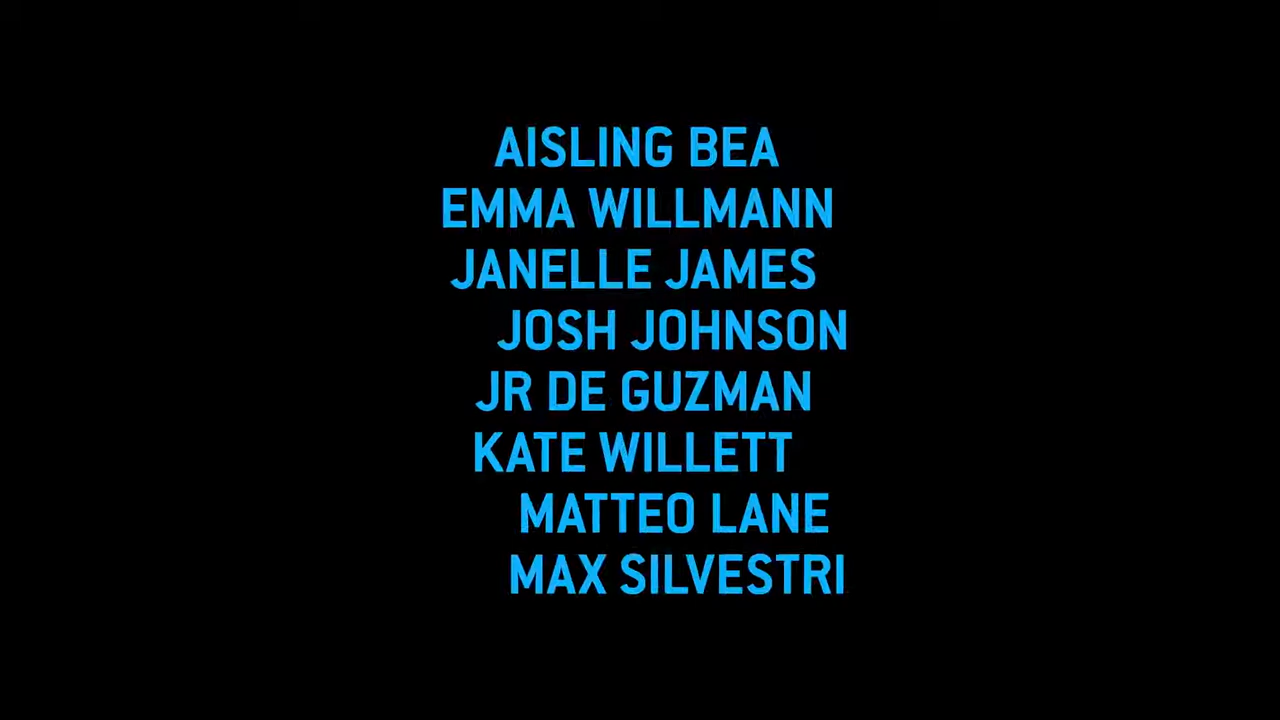 AISLING BEA
EMMA WILLMANN
JANELLE JAMES
JOSH JOHNSON
JR DE GUZMAN
KATE WILLETT
MATTEO LANE
MAX SILVESTRI